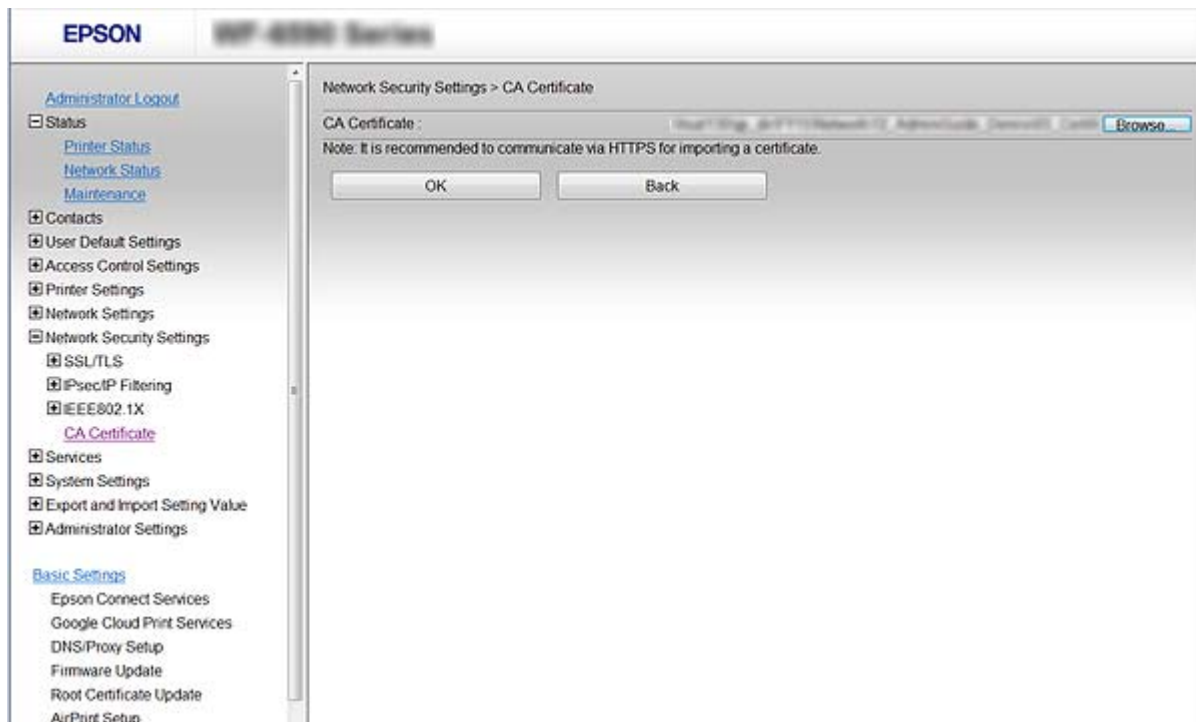 EPSON
Administrator Logout
Status
Printer Status
Network Status
Maintenance
Contacts
User Default Settings
Access Control Settings
Printer Settings
Network Settings
Network Security Settings
SSL/TLS
IPsec/IP Filtering
IEEE802.1X
CA Certificate
Services
System Settings
Export and Import Setting Value
Administrator Settings
Basic Settings
Epson Connect Services
Google Cloud Print Services
DNS/Proxy Setup
Firmware Update
Root Certificate Update
AirPrint Setup
Network Security Settings > CA Certificate
CA Certificate :
Browse...
Note: It is recommended to communicate via HTTPS for importing a certificate.
OK
Back